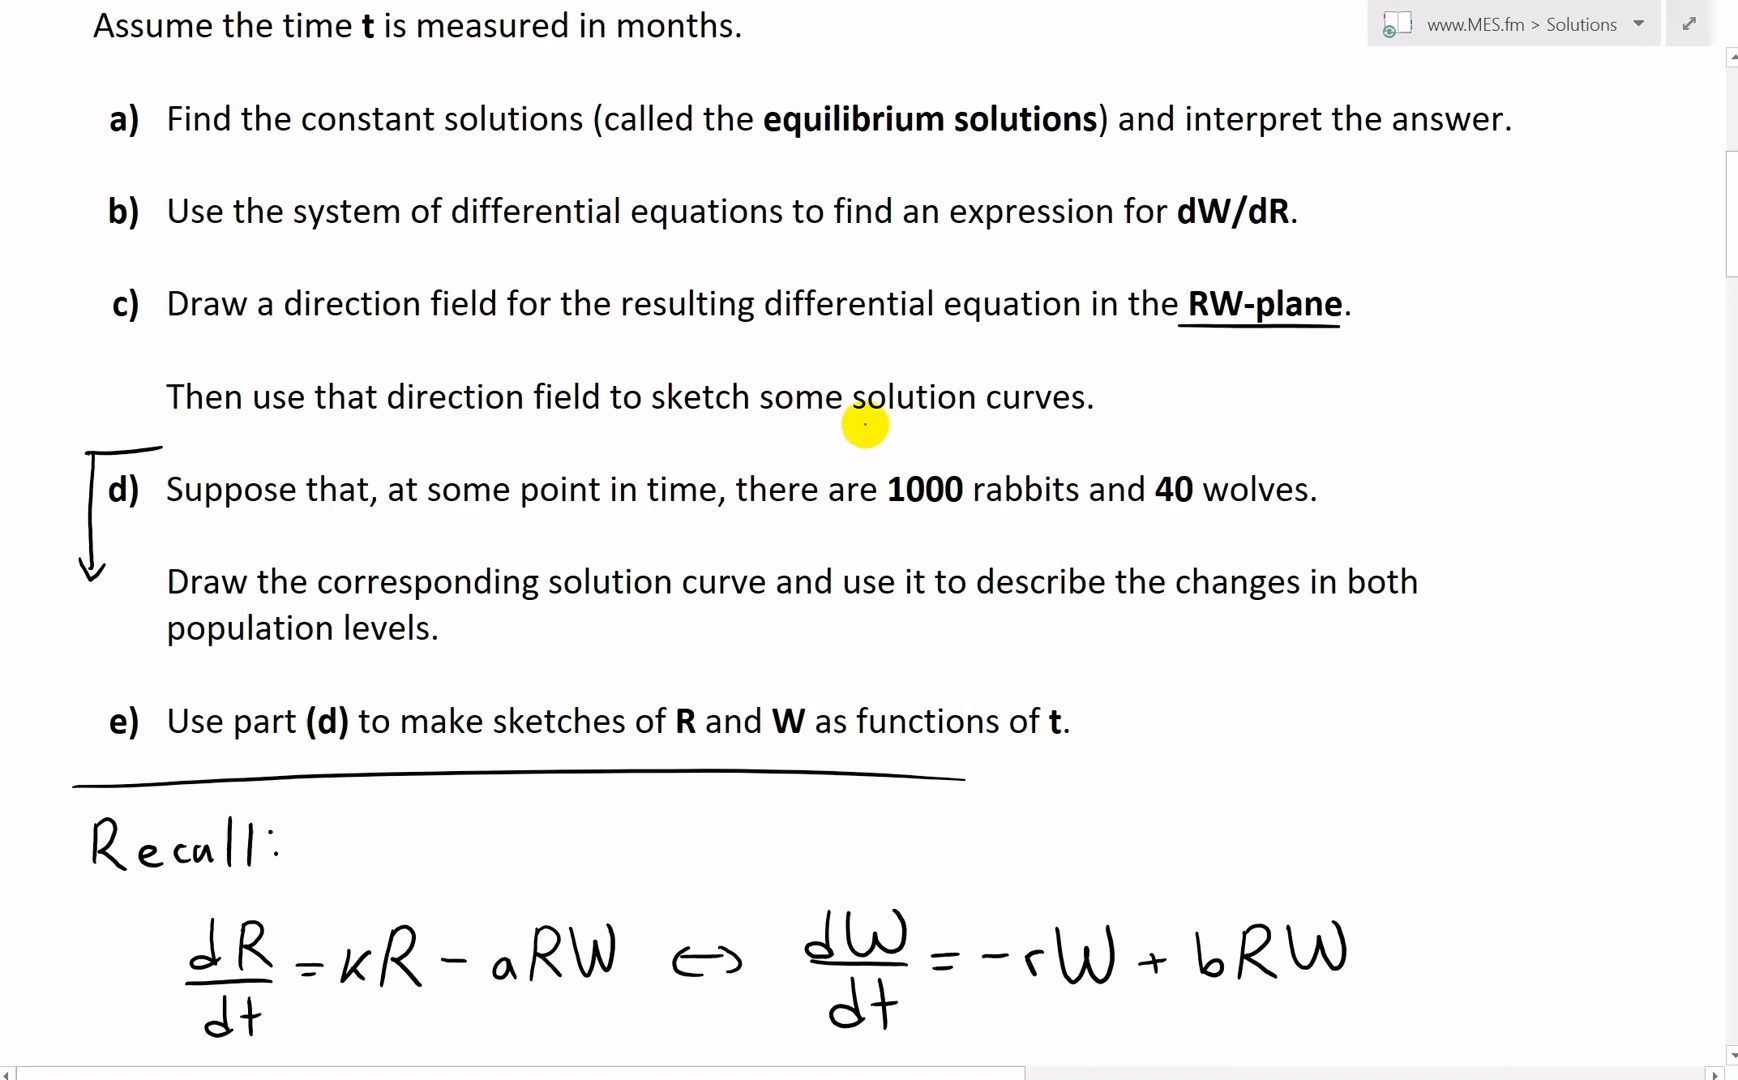 Assume the time t is measured in months.
www.MES.fm > Solutions
a) Find the constant solutions (called the equilibrium solutions) and interpret the answer.
b) Use the system of differential equations to find an expression for dW/dR.
c) Draw a direction field for the resulting differential equation in the RW-plane.
Then use that direction field to sketch some solution curves.
d) Suppose that, at some point in time, there are 1000 rabbits and 40 wolves.
Draw the corresponding solution curve and use it to describe the changes in both
population levels.
e) Use part (d) to make sketches of R and W as functions of t.
Recall:
dR/dt = kR - aRW ↔ dW/dt = -rW + bRW